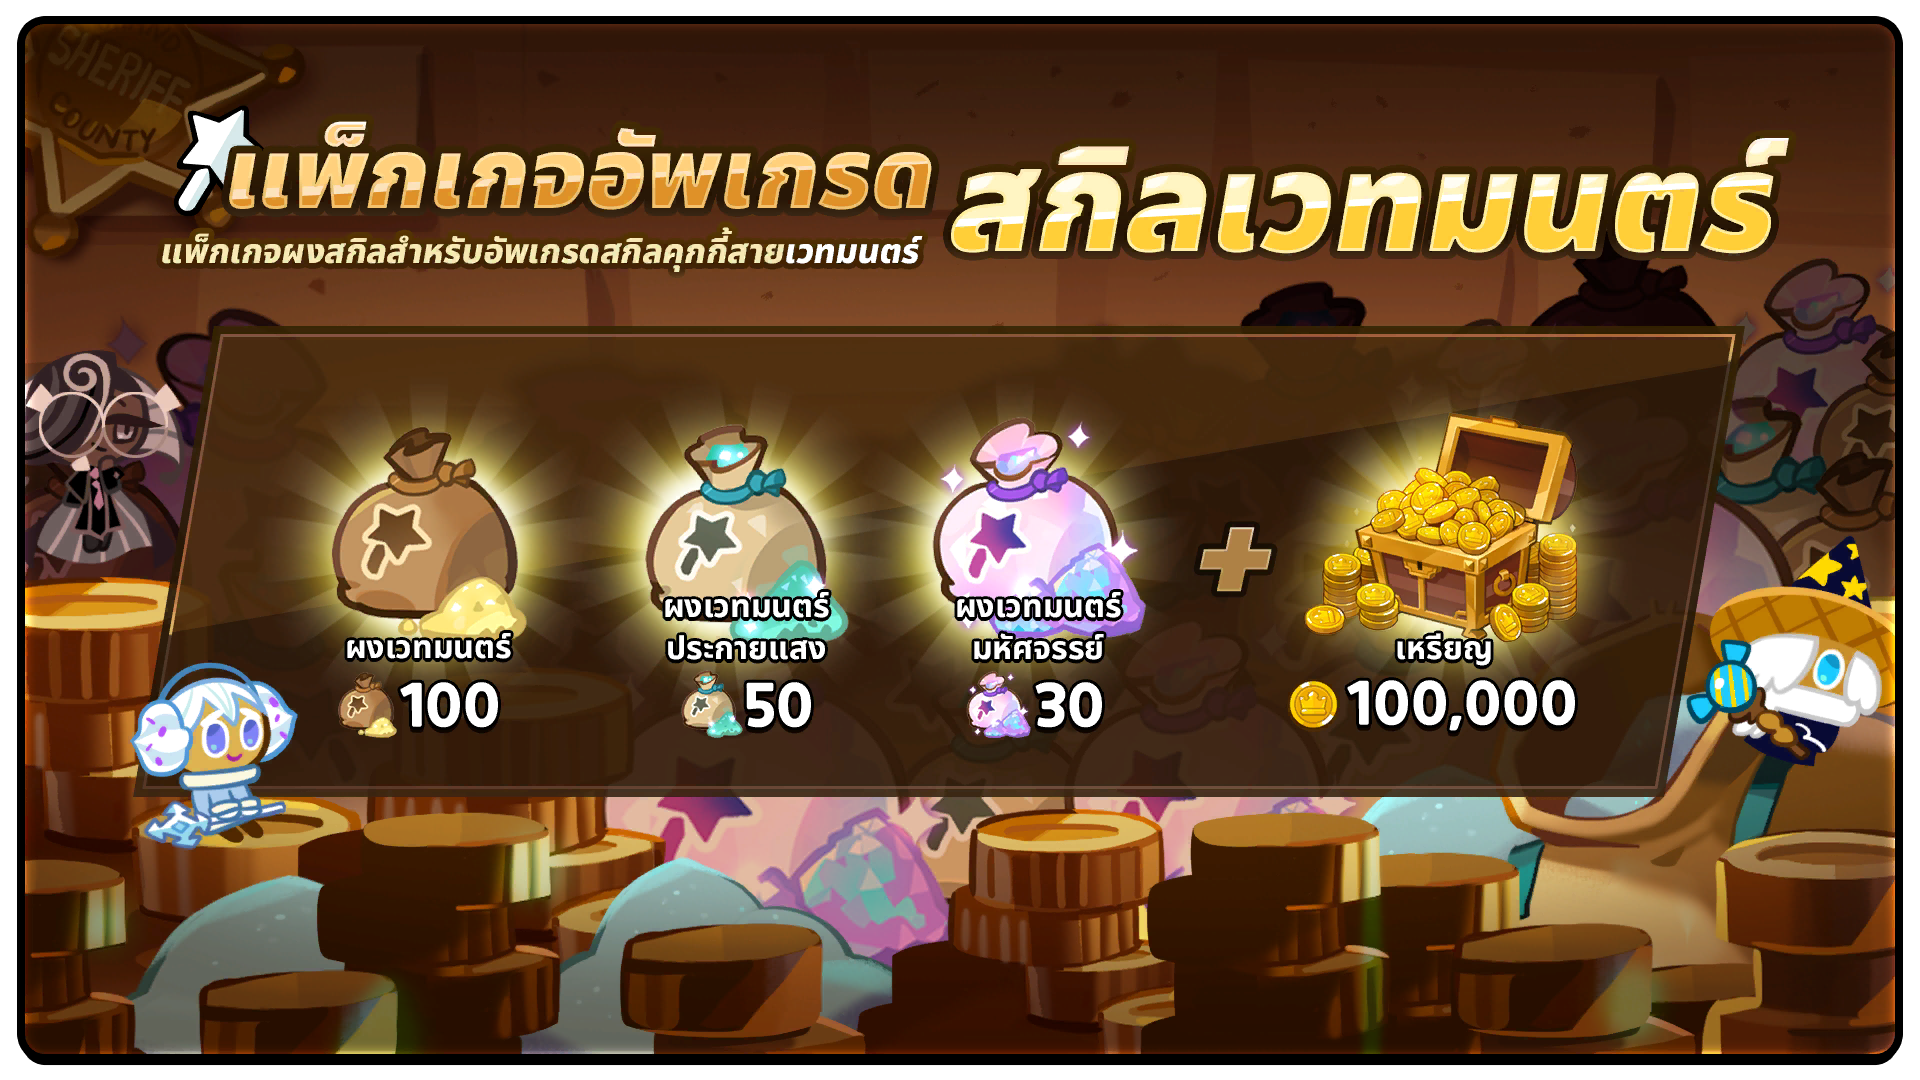 SHERIFF
COUNTY
แพ็กเกจอัพเกรด สกิลเวทมนตร์
แพ็กเกจผงสกิลสำหรับอัพเกรดสกิลคุกกี้สายเวทมนตร์
ผงเวทมนตร์
100
ผงเวทมนตร์
ประกายแสง
50
ผงเวทมนตร์
มหัศจรรย์
30
+
เหรียญ
100,000